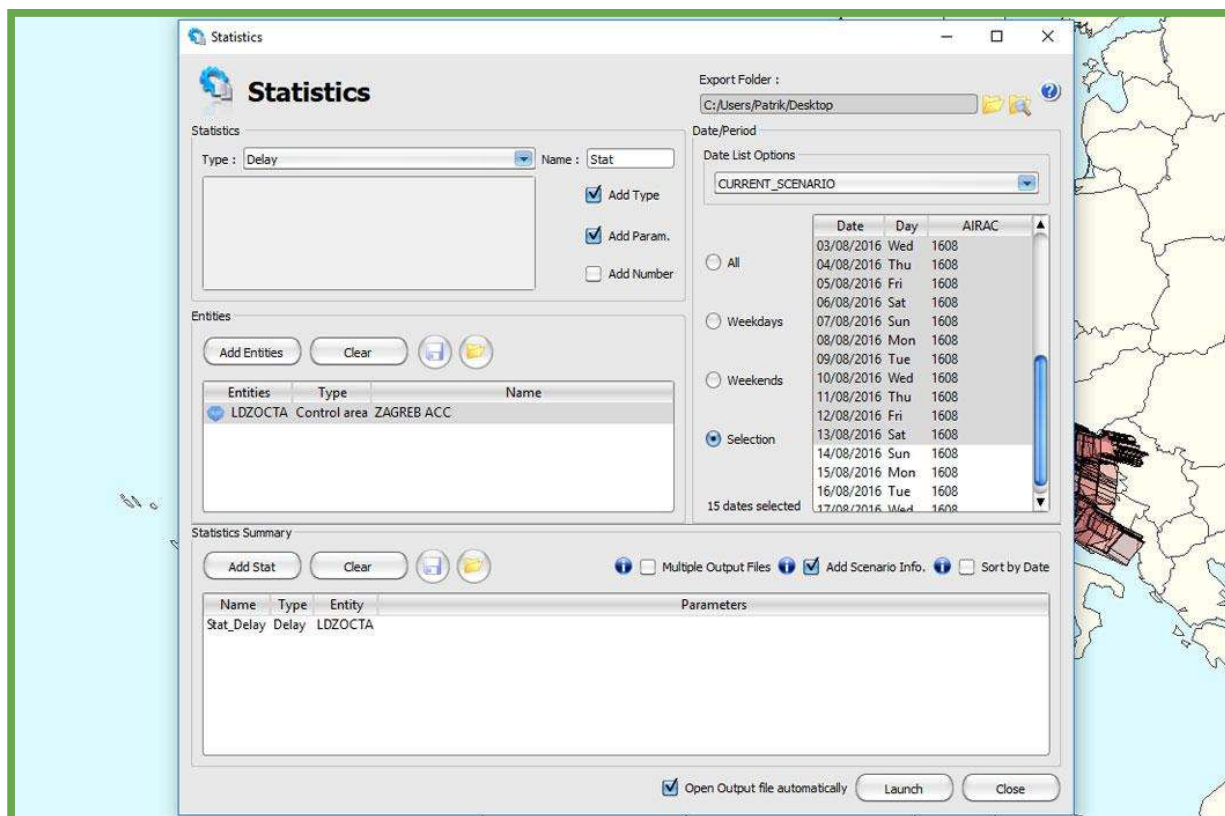 Statistics
Statistics
Export Folder :
C:/Users/Patrik/Desktop
Statistics
Type : Delay
Name : Stat
Add Type
Add Param.
Add Number
Date/Period
Date List Options
CURRENT_SCENARIO
All
Weekdays
Weekends
Selection
15 dates selected
Date Day AIRAC
03/08/2016 Wed 1608
04/08/2016 Thu 1608
05/08/2016 Fri 1608
06/08/2016 Sat 1608
07/08/2016 Sun 1608
08/08/2016 Mon 1608
09/08/2016 Tue 1608
10/08/2016 Wed 1608
11/08/2016 Thu 1608
12/08/2016 Fri 1608
13/08/2016 Sat 1608
14/08/2016 Sun 1608
15/08/2016 Mon 1608
16/08/2016 Tue 1608
17/08/2016 Wed 1608
Entities
Add Entities Clear
Entities Type Name
LDZOCTA Control area ZAGREB ACC
Statistics Summary
Add Stat Clear
Multiple Output Files Add Scenario Info. Sort by Date
Name Type Entity Parameters
Stat_Delay Delay LDZOCTA
Open Output file automatically Launch Close